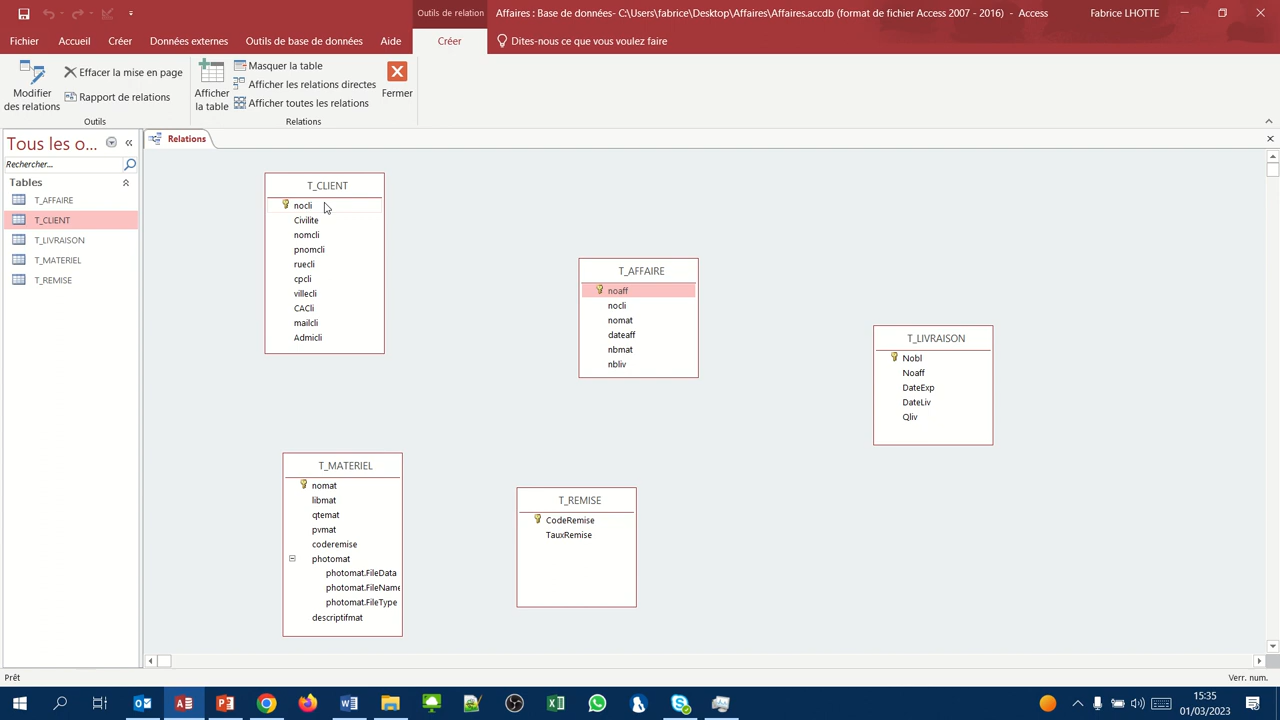 Outils de relation
Affaires : Base de données- C:\Users\fabrice\Desktop\Affaires\Affaires.accdb (format de fichier Access 2007 - 2016) - Access
Fabrice LHOTTE
Fichier
Accueil
Créer
Données externes
Outils de base de données
Aide
Créer
Dites-nous ce que vous voulez faire
Modifier
des relations
Effacer la mise en page
Rapport de relations
Outils
Afficher
la table
Masquer la table
Afficher les relations directes
Afficher toutes les relations
Fermer
Relations
Tous les o...
Rechercher...
Tables
T_AFFAIRE
T_CLIENT
T_LIVRAISON
T_MATERIEL
T_REMISE
Relations
T_CLIENT
nocli
Civilite
nomcli
pnomcli
ruecli
cpcli
villecli
CACli
mailcli
Admicli
T_AFFAIRE
noaff
nocli
nomat
dateaff
nbmat
nbliv
T_LIVRAISON
Nobl
Noaff
DateExp
DateLiv
Qliv
T_MATERIEL
nomat
libmat
qtemat
pvmat
coderemise
photomat
photomat.FileData
photomat.FileName
photomat.FileType
descriptifmat
T_REMISE
CodeRemise
TauxRemise
Prêt
Verr. num.
15:35
01/03/2023